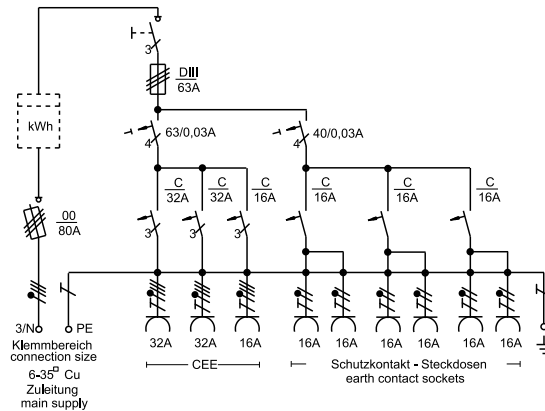 3
DIII
63A
kWh
63/0,03A
40/0,03A
4
4
C
32A
C
32A
C
16A
C
16A
C
16A
C
16A
00
80A
3
3
3
3/N
PE
32A
32A
16A
16A
16A
16A
16A
16A
16A
Klemmbereich
connection size
6-35□ Cu
Zuleitung
main supply
CEE
Schutzkontakt - Steckdosen
earth contact sockets